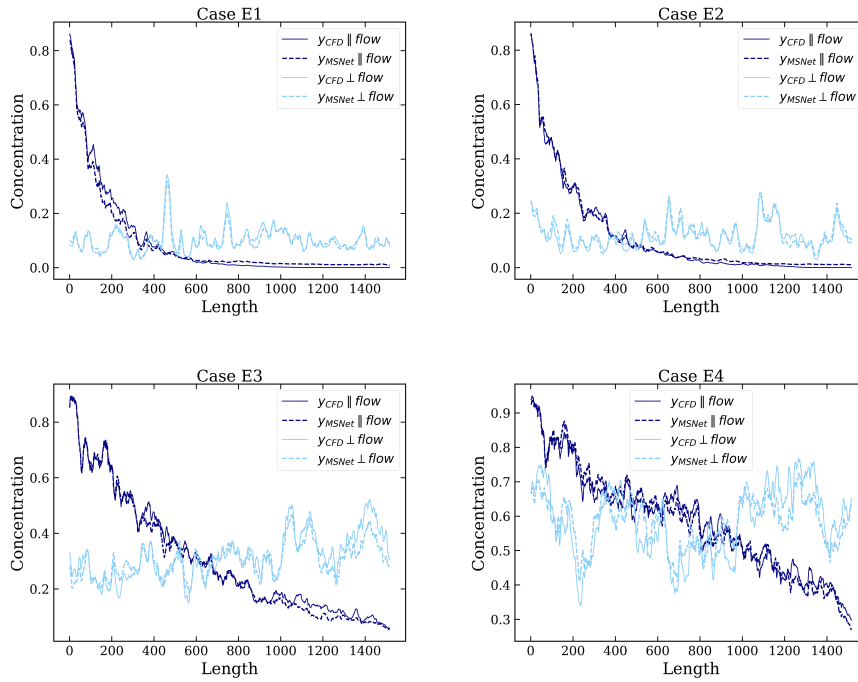 Case E1
0.8
0.6
0.4
0.2
0.0
Concentration
0 200 400 600 800 1000 1200 1400
Length
y_CFD ∥ flow
y_MSNet ∥ flow
y_CFD ⊥ flow
y_MSNet ⊥ flow
Case E2
0.8
0.6
0.4
0.2
0.0
Concentration
0 200 400 600 800 1000 1200 1400
Length
y_CFD ∥ flow
y_MSNet ∥ flow
y_CFD ⊥ flow
y_MSNet ⊥ flow
Case E3
0.8
0.6
0.4
0.2
Concentration
0 200 400 600 800 1000 1200 1400
Length
y_CFD ∥ flow
y_MSNet ∥ flow
y_CFD ⊥ flow
y_MSNet ⊥ flow
Case E4
0.9
0.8
0.7
0.6
0.5
0.4
0.3
Concentration
0 200 400 600 800 1000 1200 1400
Length
y_CFD ∥ flow
y_MSNet ∥ flow
y_CFD ⊥ flow
y_MSNet ⊥ flow